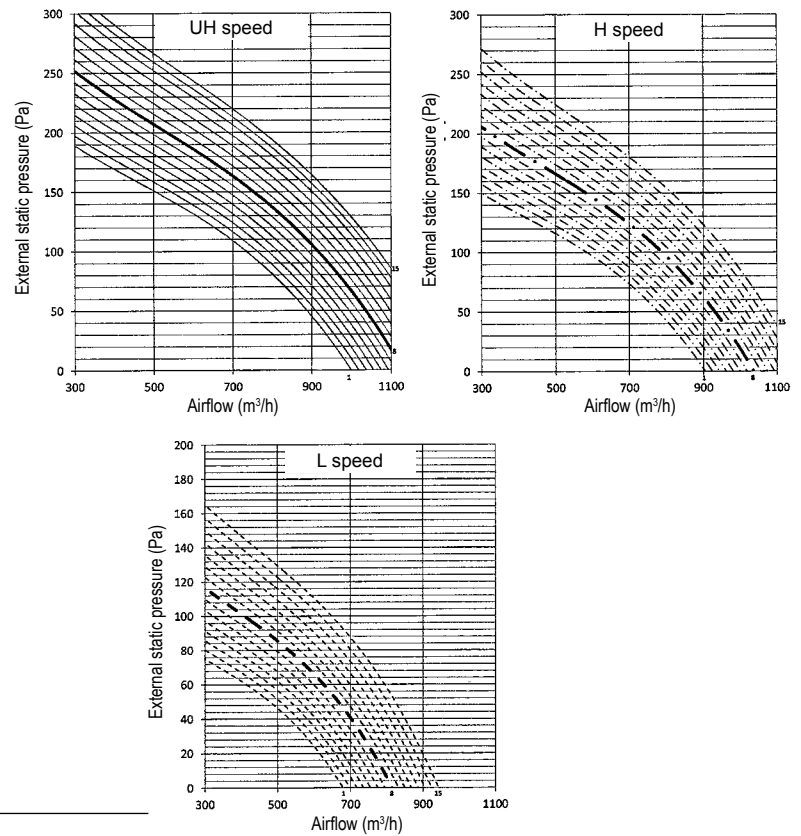 UH speed
External static pressure (Pa)
300
250
200
150
100
50
0
15
8
1
300 500 700 900 1100
Airflow (m³/h)
H speed
External static pressure (Pa)
300
250
200
150
100
50
0
15
1 8
300 500 700 900 1100
Airflow (m³/h)
L speed
External static pressure (Pa)
200
180
160
140
120
100
80
60
40
20
0
1 8 15
300 500 700 900 1100
Airflow (m³/h)